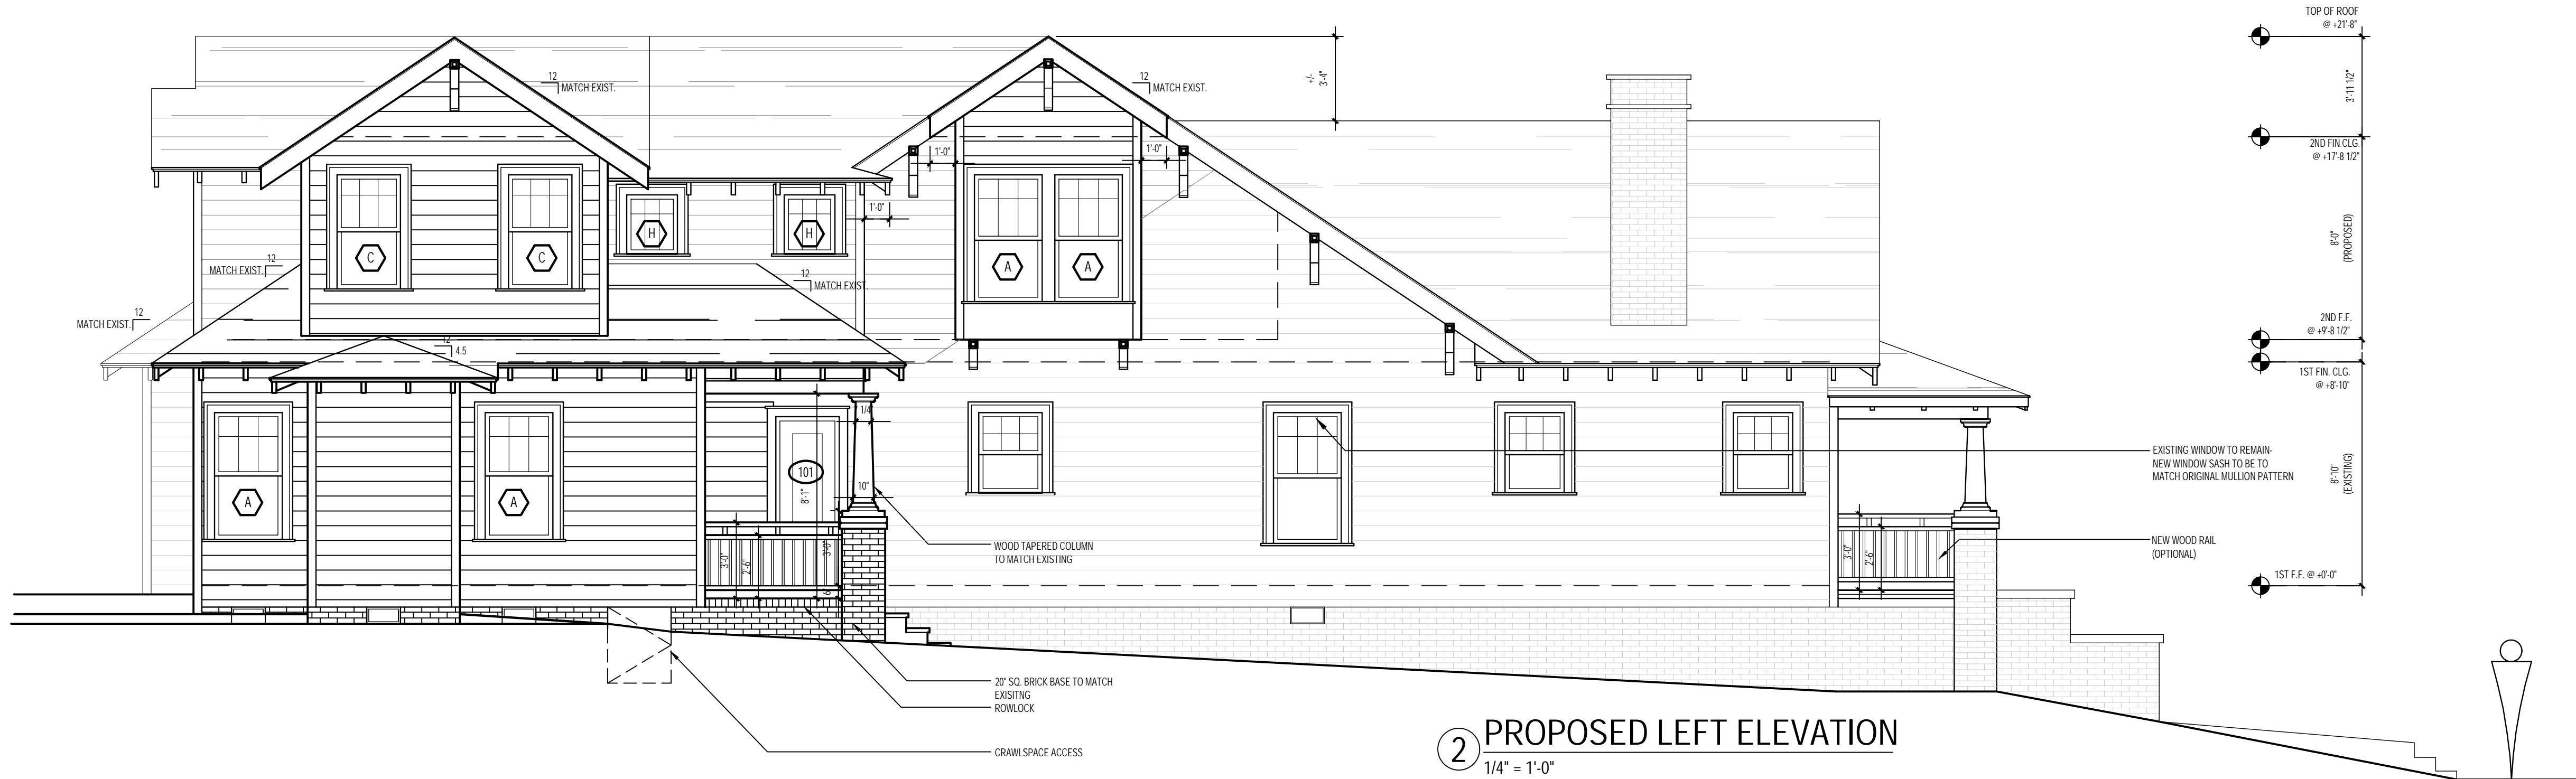 TOP OF ROOF
@ +21'-8"
12
MATCH EXIST.
12
MATCH EXIST.
+/-
3'-4"
3'-11 1/2"
2ND FIN.CLG.
@ +17'-8 1/2"
1'-0"
1'-0"
1'-0"
H
H
C
C
A
A
8'-0"
(PROPOSED)
12
MATCH EXIST.
12
MATCH EXIST.
12
MATCH EXIST.
2ND F.F.
@ +9'-8 1/2"
12
4.5
1ST FIN. CLG.
@ +8'-10"
1/4
EXISTING WINDOW TO REMAIN-
NEW WINDOW SASH TO BE TO
MATCH ORIGINAL MULLION PATTERN
8'-10"
(EXISTING)
101
8'-1"
10"
A
A
WOOD TAPERED COLUMN
TO MATCH EXISTING
NEW WOOD RAIL
(OPTIONAL)
3'-0"
2'-6"
3'-0"
6"
3'-0"
2'-6"
1ST F.F. @ +0'-0"
20" SQ. BRICK BASE TO MATCH
EXISITNG
ROWLOCK
CRAWLSPACE ACCESS
2
PROPOSED LEFT ELEVATION
1/4" = 1'-0"